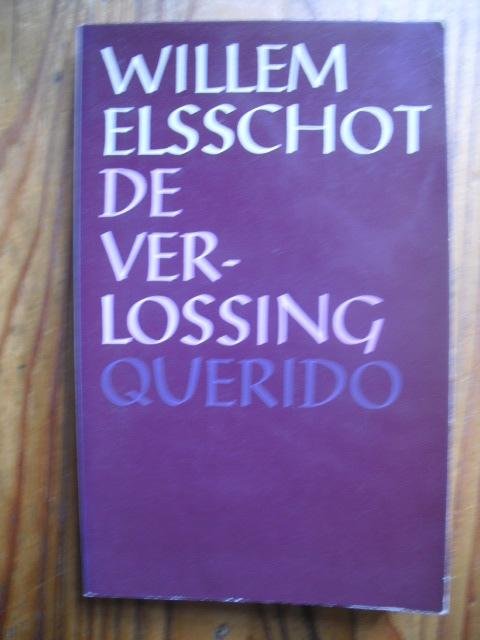 WILLEM
ELSSCHOT
DE
VER-
LOSSING
QUERIDO